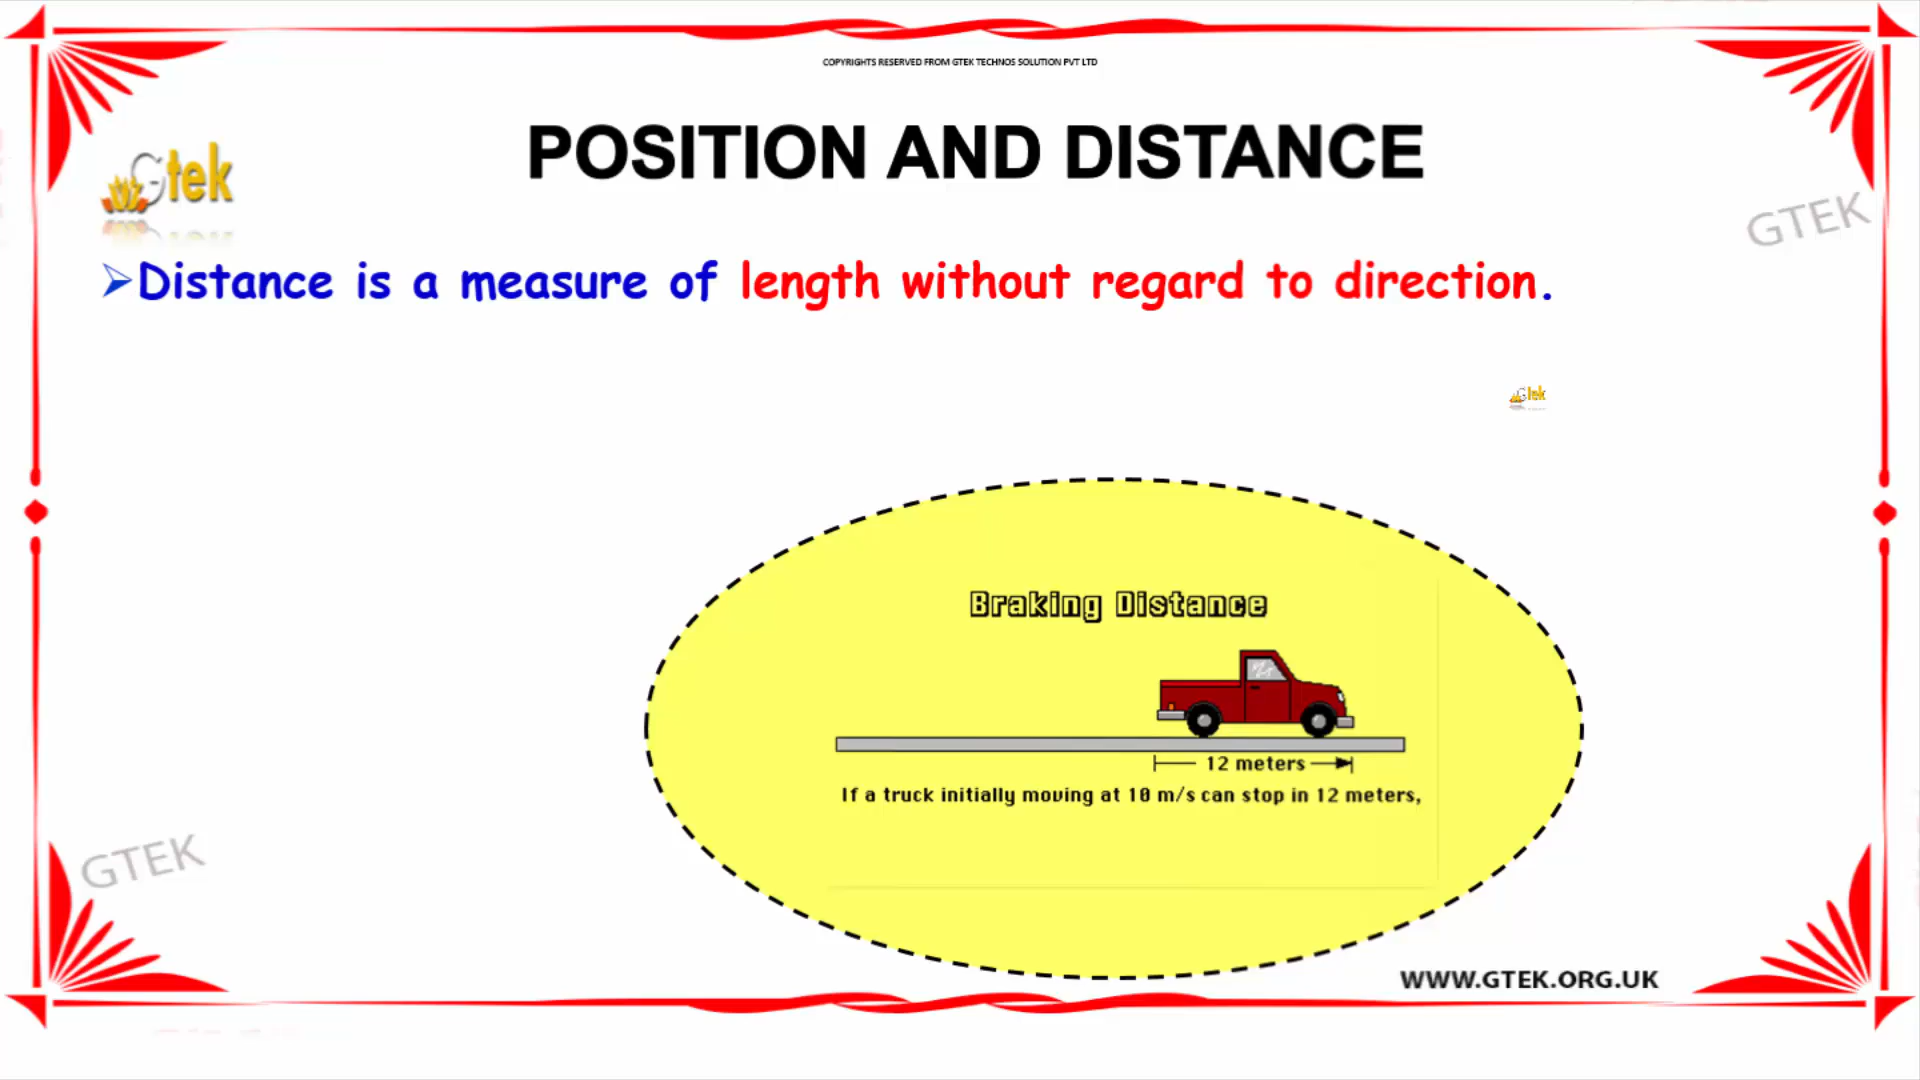 COPYRIGHTS RESERVED FROM GTEK TECHNOS SOLUTION PVT LTD
POSITION AND DISTANCE
Gtek
GTEK
Distance is a measure of length without regard to direction.
Gtek
Braking Distance
12 meters
If a truck initially moving at 10 m/s can stop in 12 meters,
GTEK
WWW.GTEK.ORG.UK